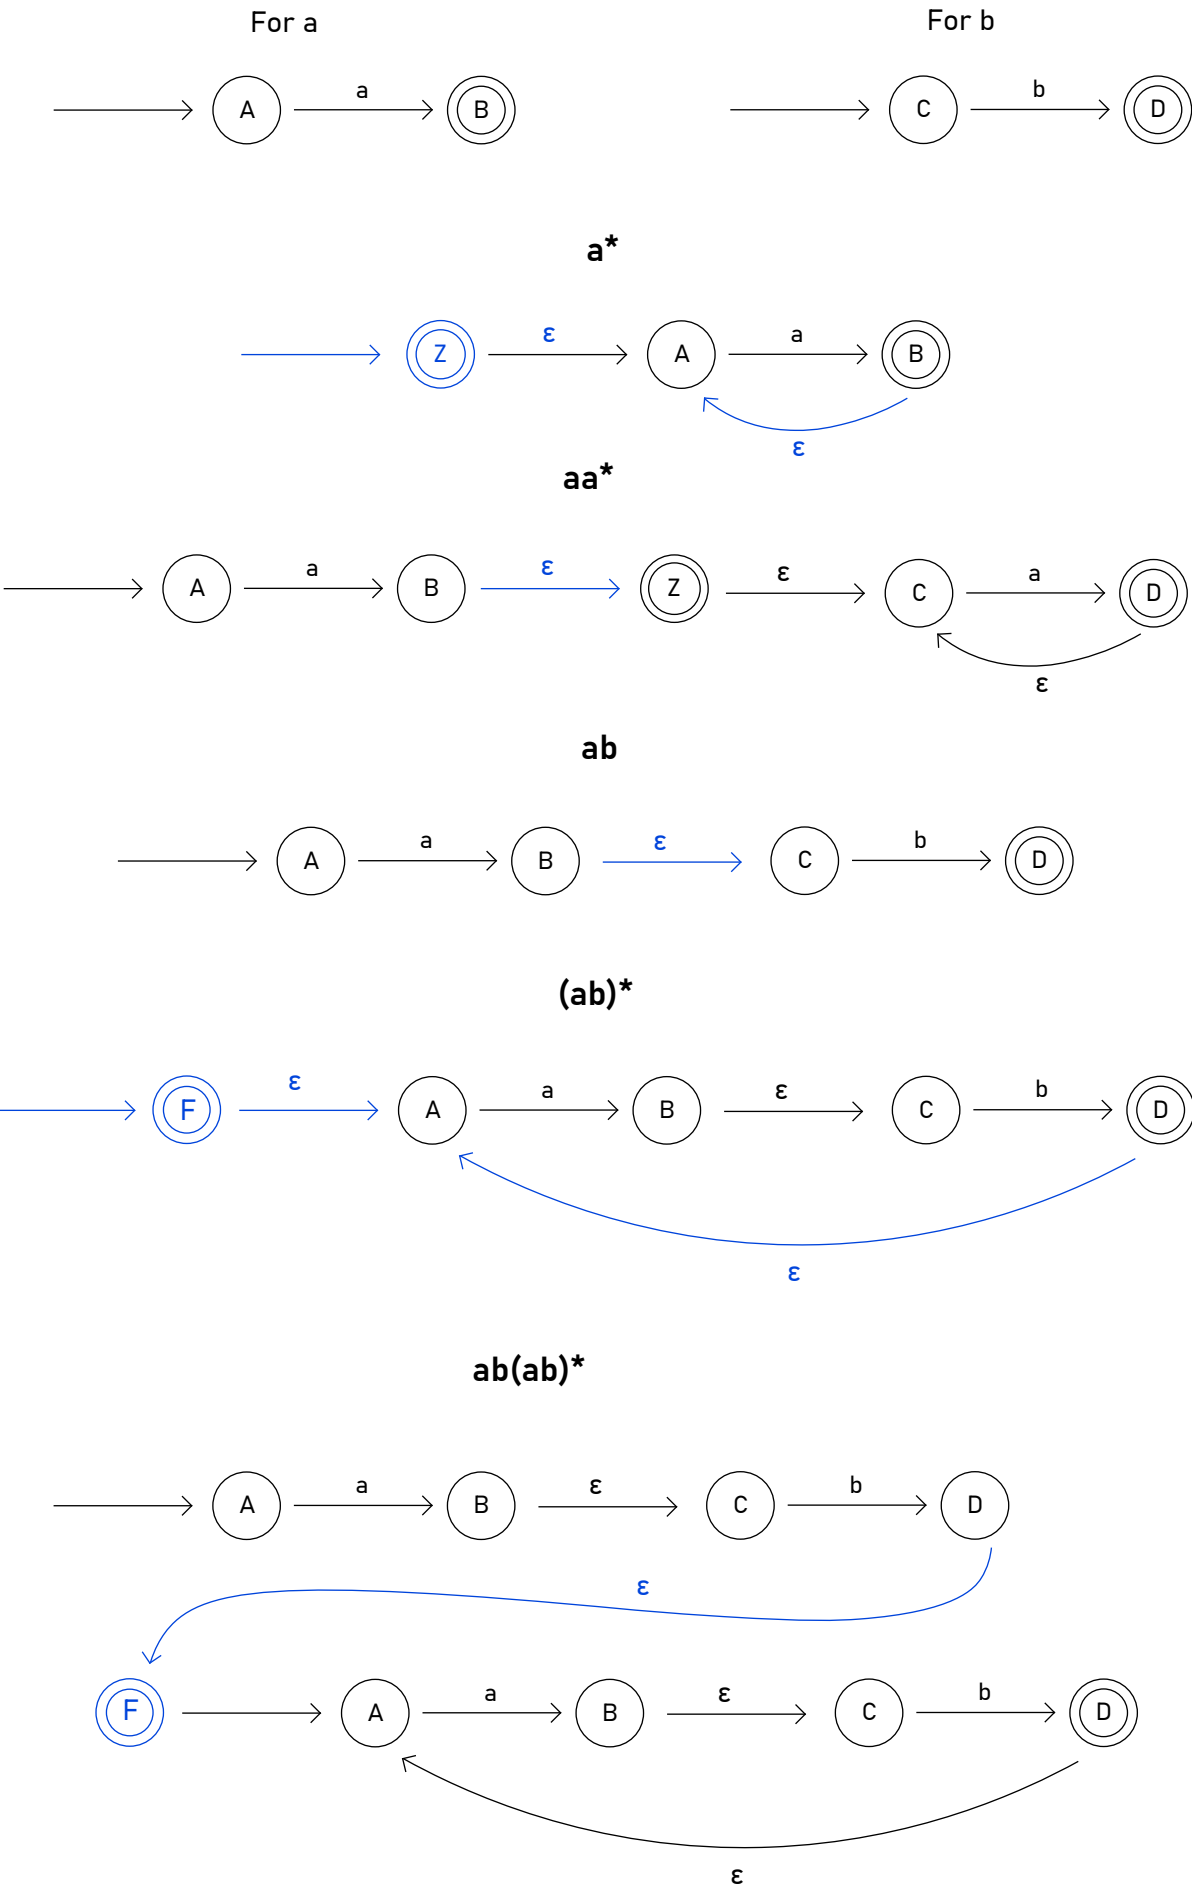 For a For b
a b
A B C D
a*
ε a
Z A B
ε
aa*
a ε ε a
A B Z C D
ε
ab
a ε b
A B C D
(ab)*
ε a ε b
F A B C D
ε
ab(ab)*
a ε b
A B C D
ε
a ε b
F A B C D
ε